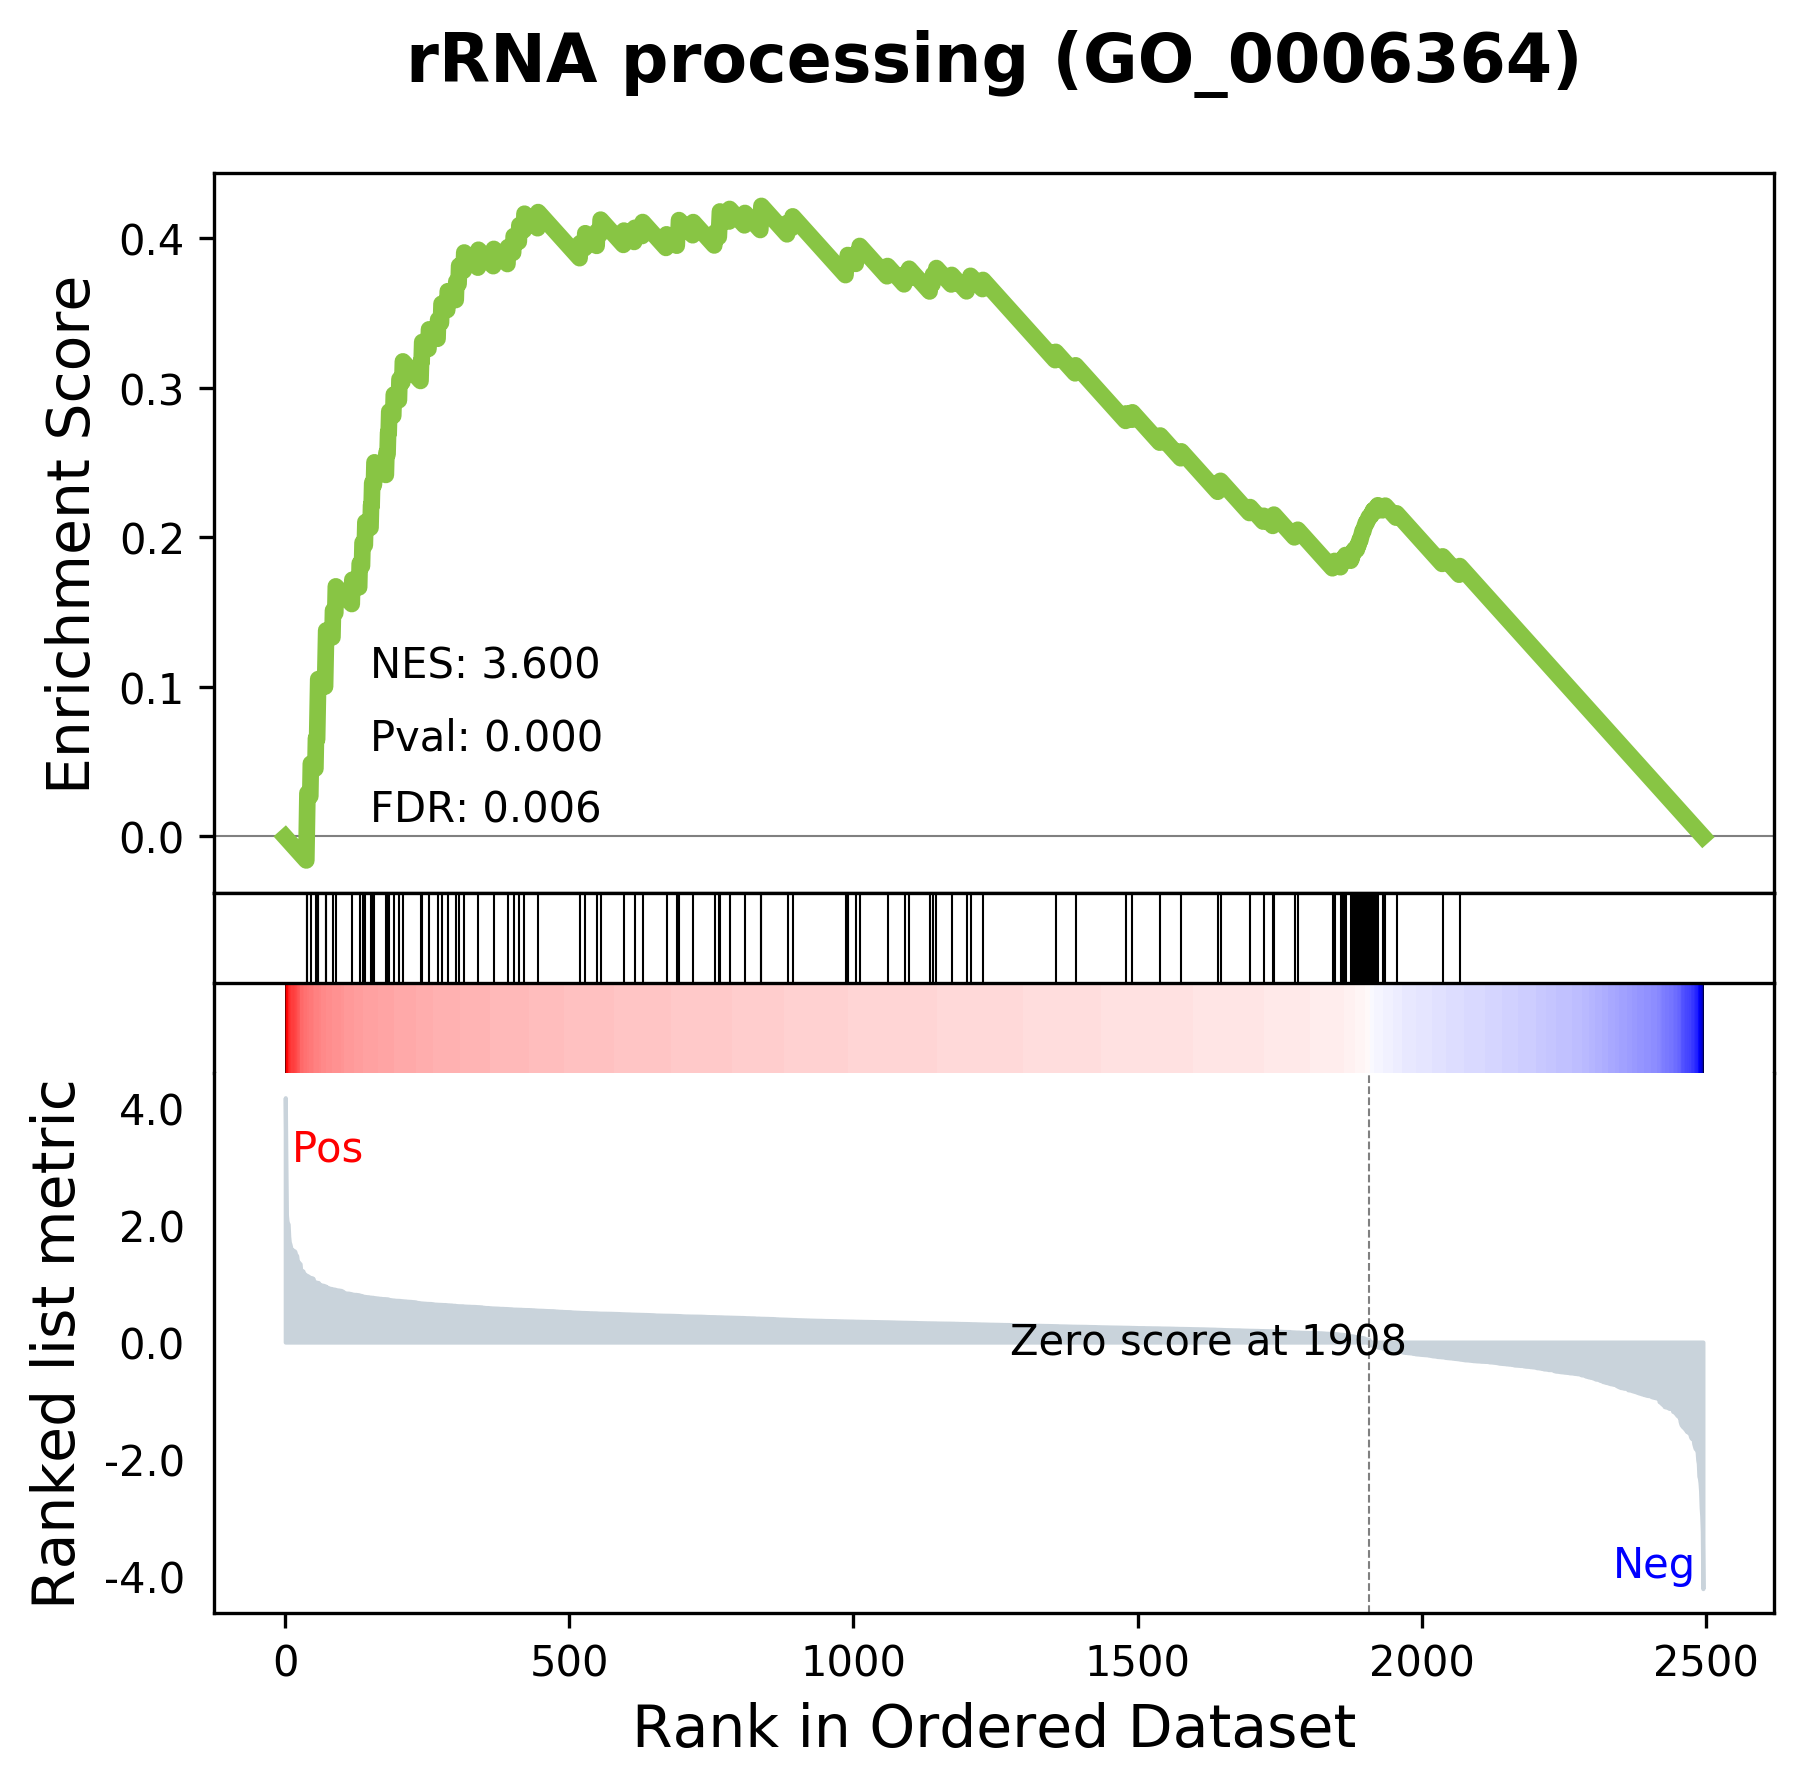 rRNA processing (GO_0006364)
Enrichment Score
0.4
0.3
0.2
0.1
0.0
NES: 3.600
Pval: 0.000
FDR: 0.006
Ranked list metric
4.0
2.0
0.0
-2.0
-4.0
Pos
Zero score at 1908
Neg
0 500 1000 1500 2000 2500
Rank in Ordered Dataset